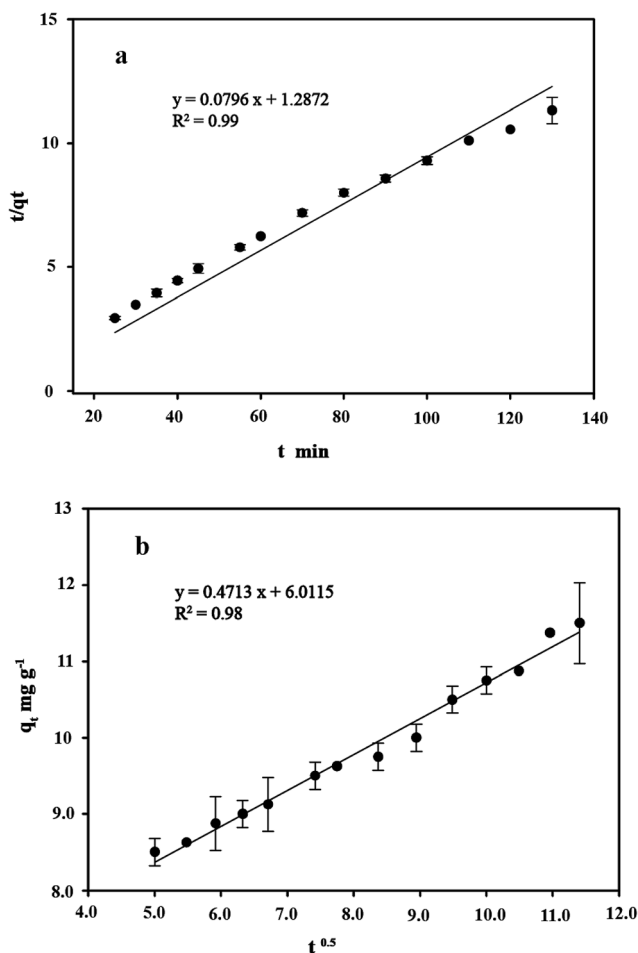 15
a
y = 0.0796 x + 1.2872
R² = 0.99
10
t/qt
5
0
20 40 60 80 100 120 140
t min
13
b
12
y = 0.4713 x + 6.0115
R² = 0.98
11
qₜ mg g⁻¹
10
9.0
8.0
4.0 5.0 6.0 7.0 8.0 9.0 10.0 11.0 12.0
t ⁰·⁵